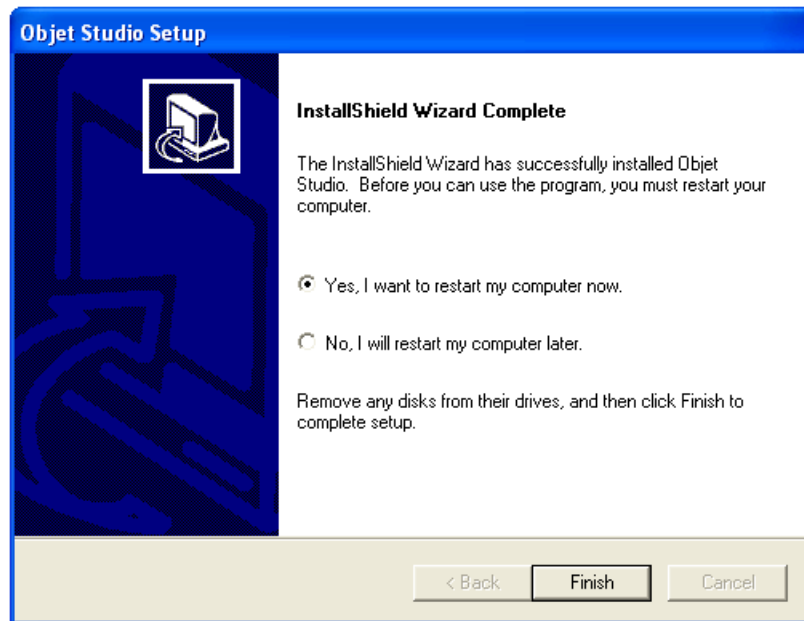 Objet Studio Setup
InstallShield Wizard Complete
The InstallShield Wizard has successfully installed Objet
Studio. Before you can use the program, you must restart your
computer.
Yes, I want to restart my computer now.
No, I will restart my computer later.
Remove any disks from their drives, and then click Finish to
complete setup.
< Back Finish Cancel